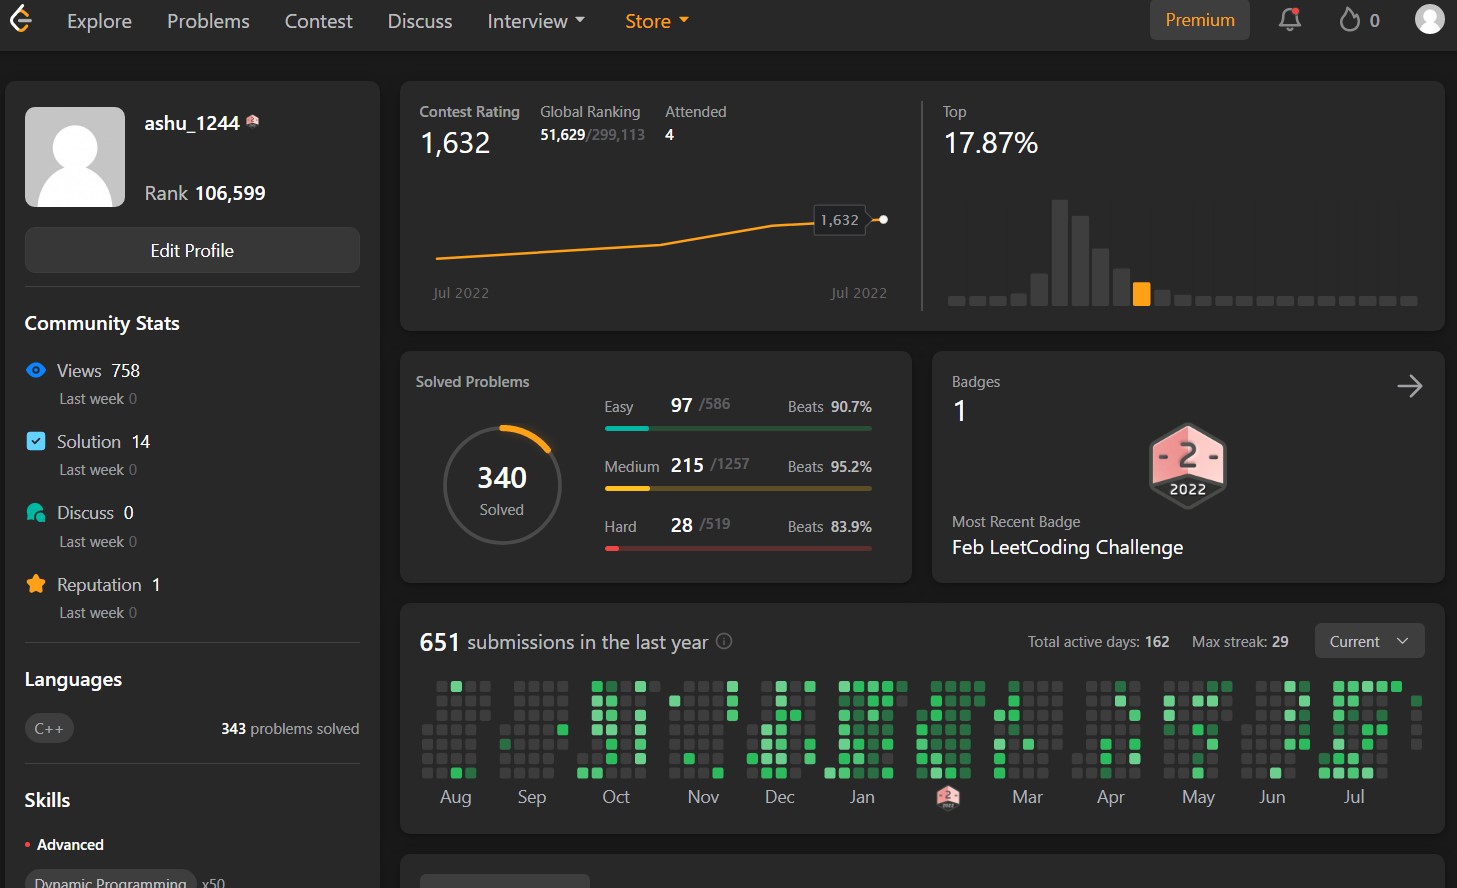 Explore Problems Contest Discuss Interview Store Premium 0
ashu_1244
Rank 106,599
Edit Profile
Community Stats
Views 758
Last week 0
Solution 14
Last week 0
Discuss 0
Last week 0
Reputation 1
Last week 0
Languages
C++ 343 problems solved
Skills
Advanced
Dynamic Programming x50
Contest Rating Global Ranking Attended
1,632 51,629/299,113 4
1,632
Jul 2022 Jul 2022
Top
17.87%
Solved Problems
340
Solved
Easy 97 /586 Beats 90.7%
Medium 215 /1257 Beats 95.2%
Hard 28 /519 Beats 83.9%
Badges
1
2
2022
Most Recent Badge
Feb LeetCoding Challenge
651 submissions in the last year Total active days: 162 Max streak: 29 Current
Aug Sep Oct Nov Dec Jan 2 Mar Apr May Jun Jul